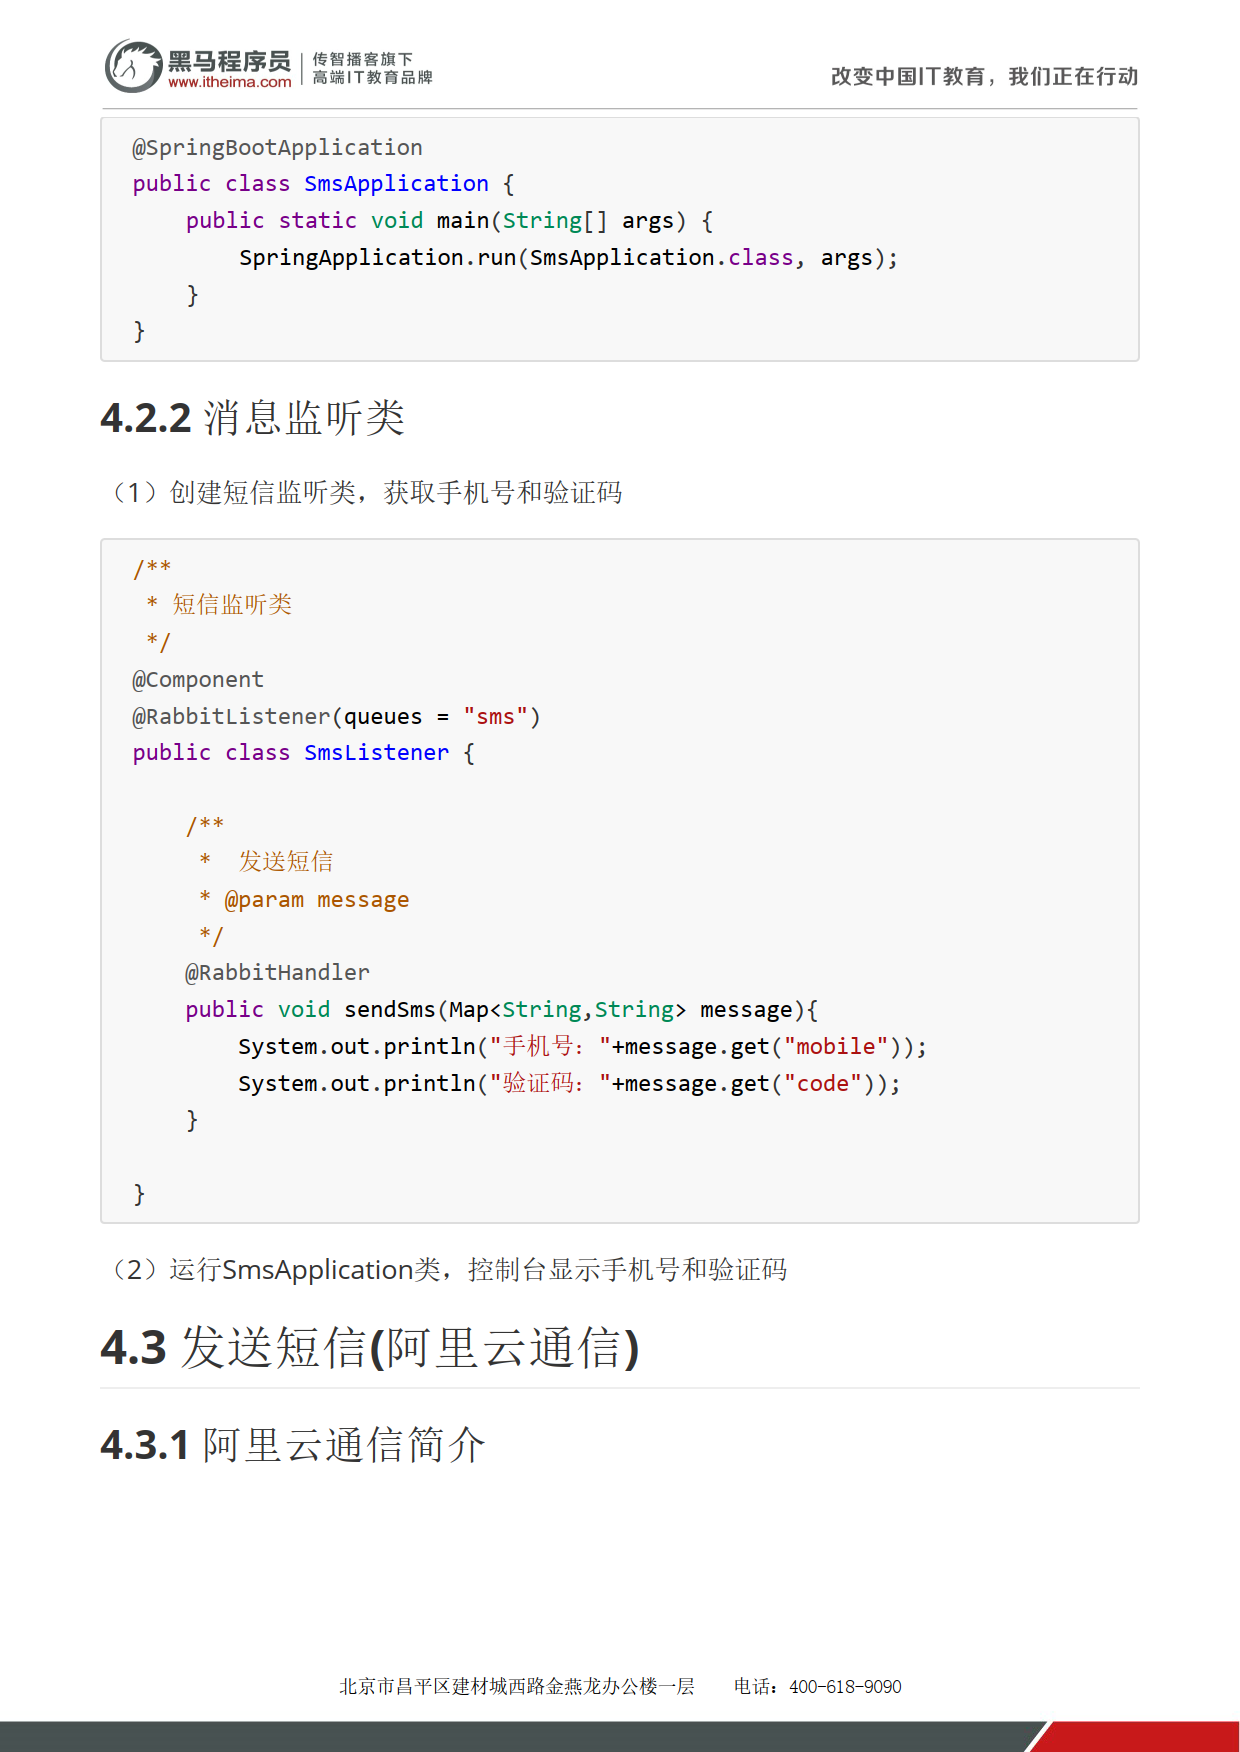 黑马程序员
www.itheima.com
传智播客旗下
高端IT教育品牌
改变中国IT教育，我们正在行动
@SpringBootApplication
public class SmsApplication {
    public static void main(String[] args) {
        SpringApplication.run(SmsApplication.class, args);
    }
}
4.2.2 消息监听类
（1）创建短信监听类，获取手机号和验证码
/**
 * 短信监听类
 */
@Component
@RabbitListener(queues = "sms")
public class SmsListener {
    /**
     *  发送短信
     * @param message
     */
    @RabbitHandler
    public void sendSms(Map<String,String> message){
        System.out.println("手机号："+message.get("mobile"));
        System.out.println("验证码："+message.get("code"));
    }
}
（2）运行SmsApplication类，控制台显示手机号和验证码
4.3 发送短信(阿里云通信)
4.3.1 阿里云通信简介
北京市昌平区建材城西路金燕龙办公楼一层    电话：400-618-9090